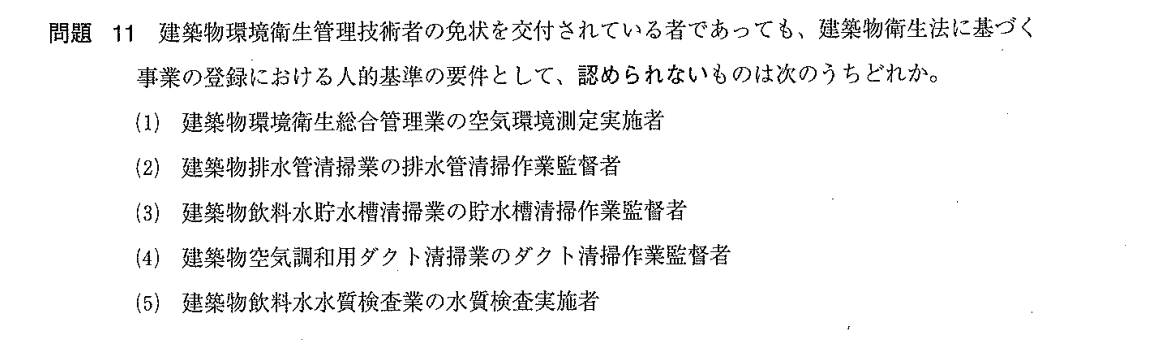 問題 11 建築物環境衛生管理技術者の免状を交付されている者であっても、建築物衛生法に基づく
事業の登録における人的基準の要件として、認められないものは次のうちどれか。
(1) 建築物環境衛生総合管理業の空気環境測定実施者
(2) 建築物排水管清掃業の排水管清掃作業監督者
(3) 建築物飲料水貯水槽清掃業の貯水槽清掃作業監督者
(4) 建築物空気調和用ダクト清掃業のダクト清掃作業監督者
(5) 建築物飲料水水質検査業の水質検査実施者